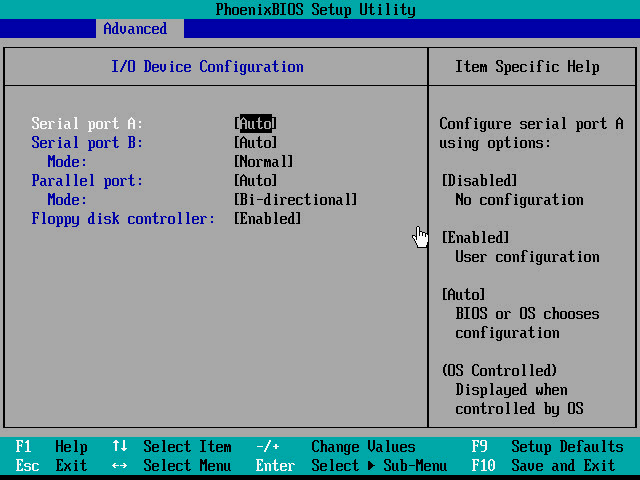 PhoenixBIOS Setup Utility
Advanced
I/O Device Configuration
Serial port A: [Auto]
Serial port B: [Auto]
Mode: [Normal]
Parallel port: [Auto]
Mode: [Bi-directional]
Floppy disk controller: [Enabled]
Item Specific Help
Configure serial port A
using options:
[Disabled]
No configuration
[Enabled]
User configuration
[Auto]
BIOS or OS chooses
configuration
(OS Controlled)
Displayed when
controlled by OS
F1 Help ↑↓ Select Item -/+ Change Values F9 Setup Defaults
Esc Exit ↔ Select Menu Enter Select ▶ Sub-Menu F10 Save and Exit